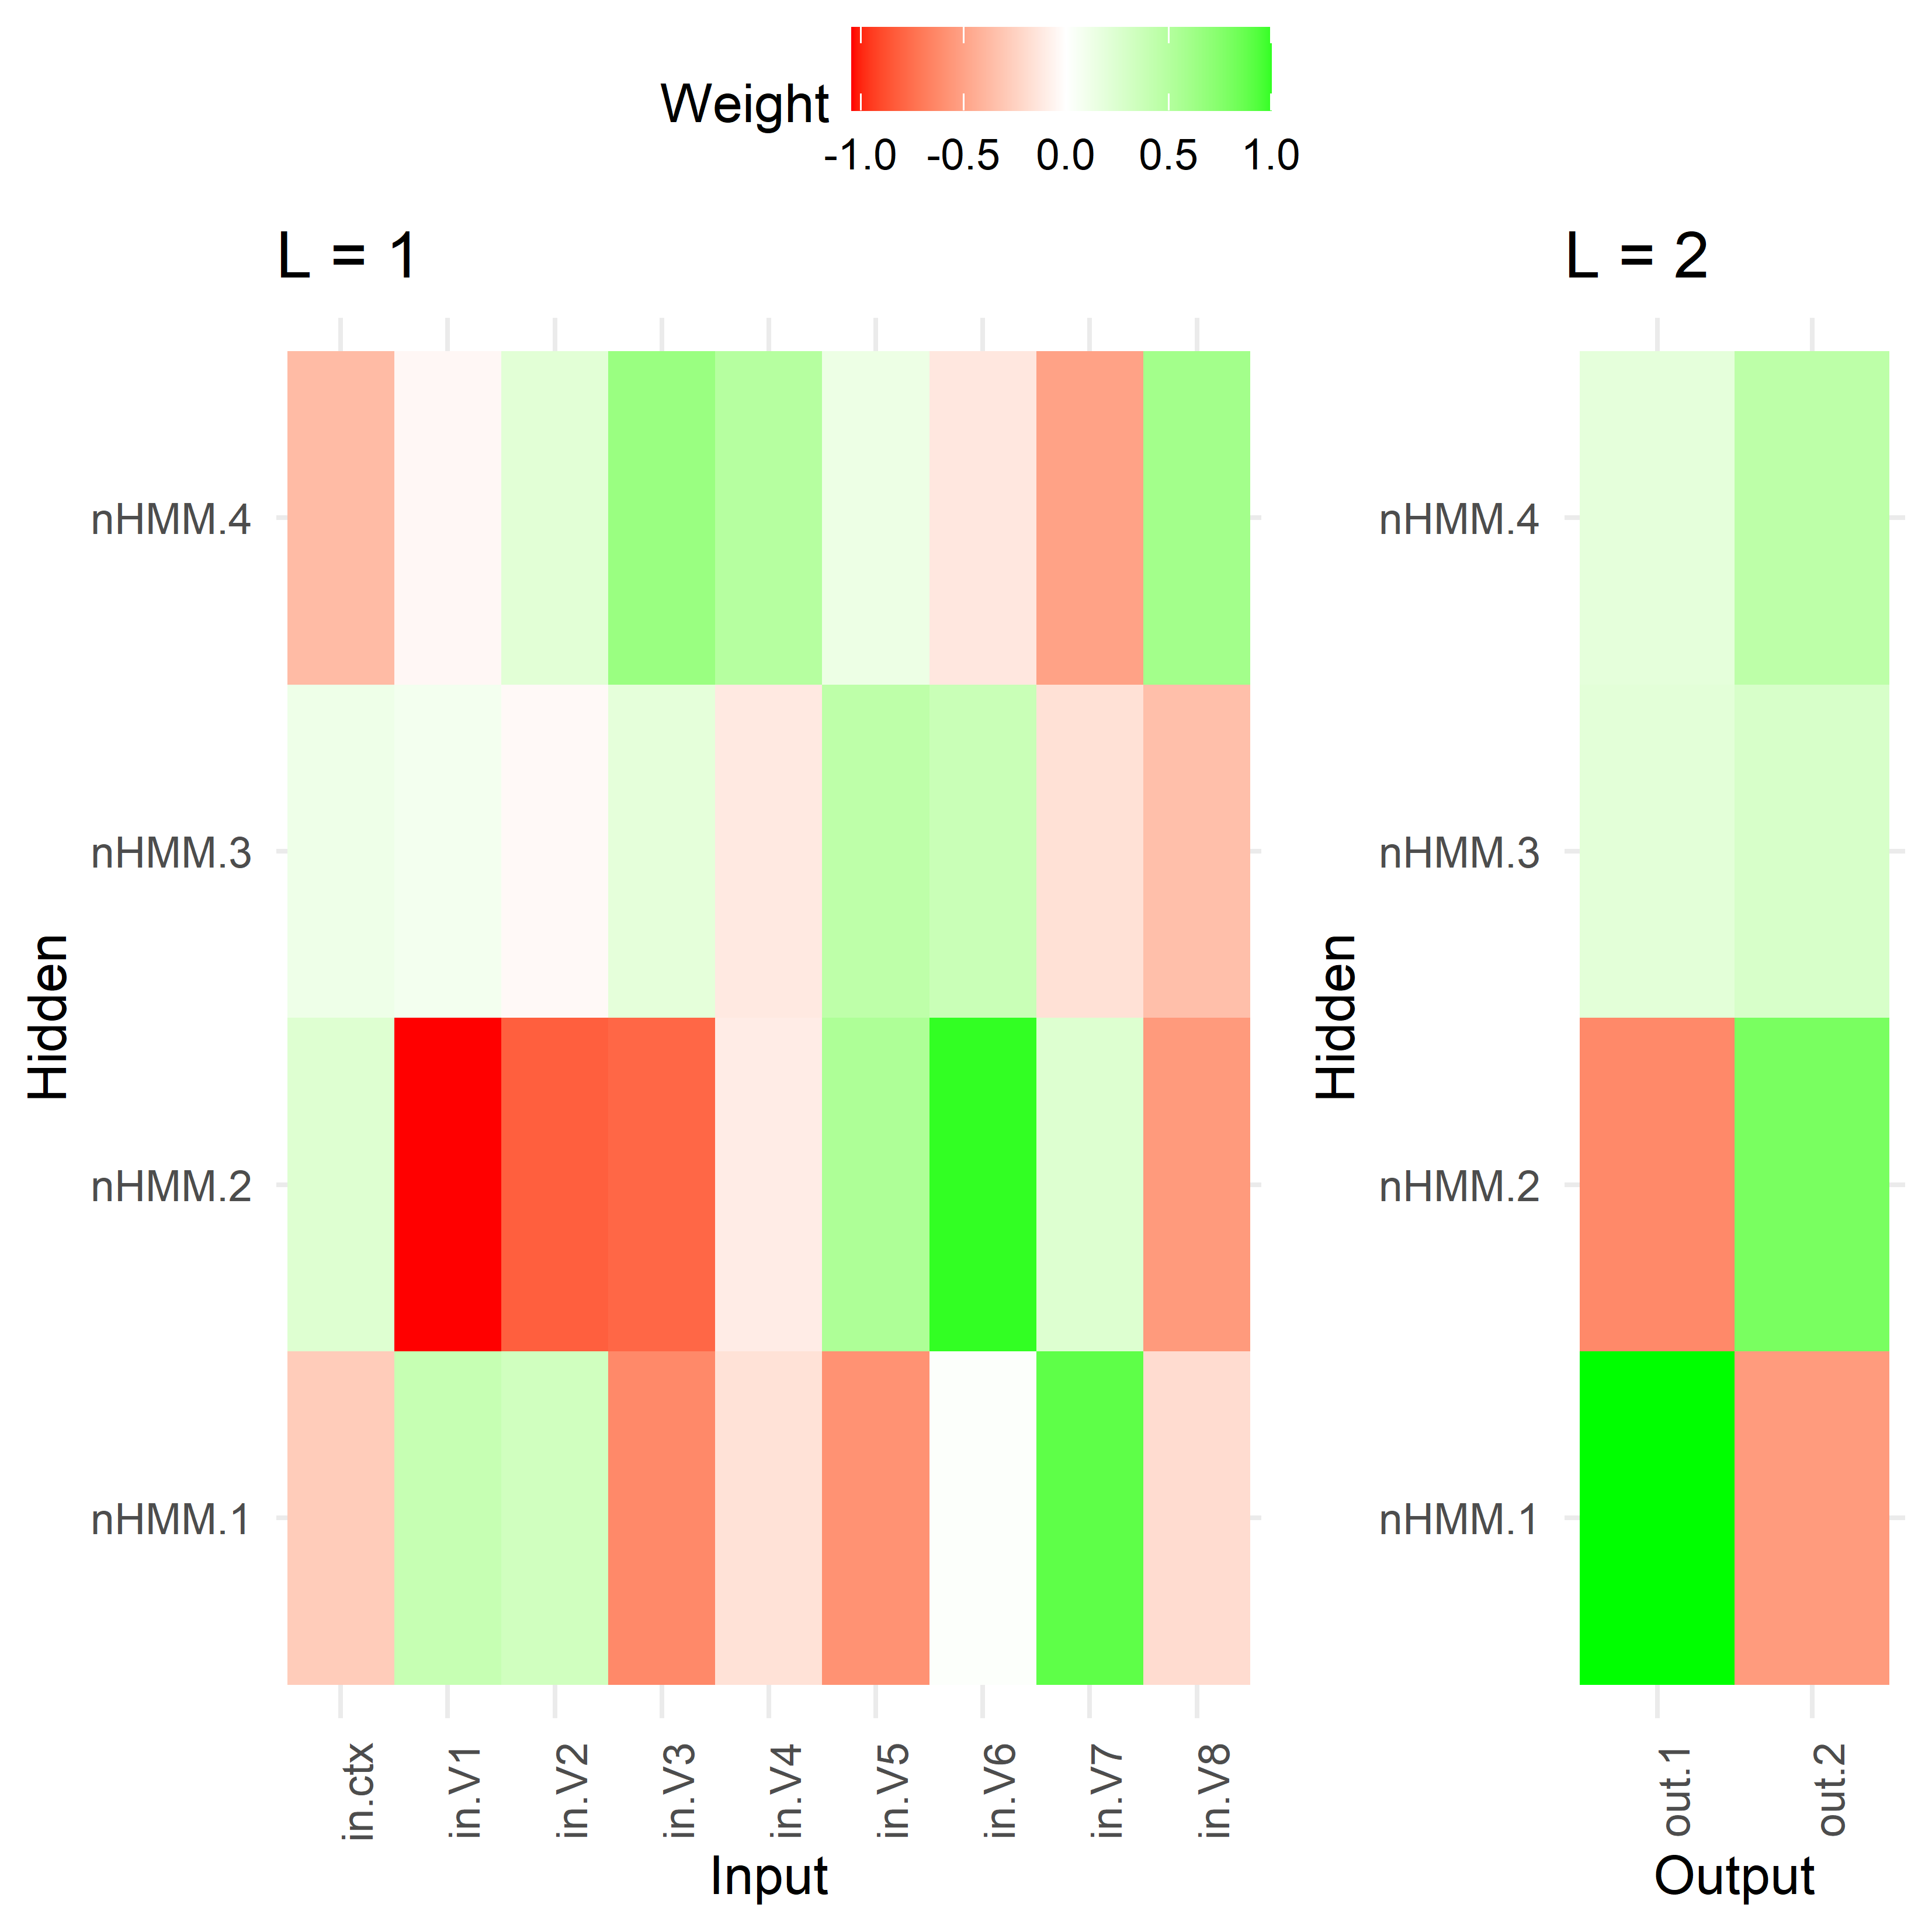 Weight
-1.0 -0.5 0.0 0.5 1.0
L = 1
L = 2
Hidden
nHMM.4
nHMM.3
nHMM.2
nHMM.1
in.ctx in.V1 in.V2 in.V3 in.V4 in.V5 in.V6 in.V7 in.V8
Input
Hidden
nHMM.4
nHMM.3
nHMM.2
nHMM.1
out.1 out.2
Output